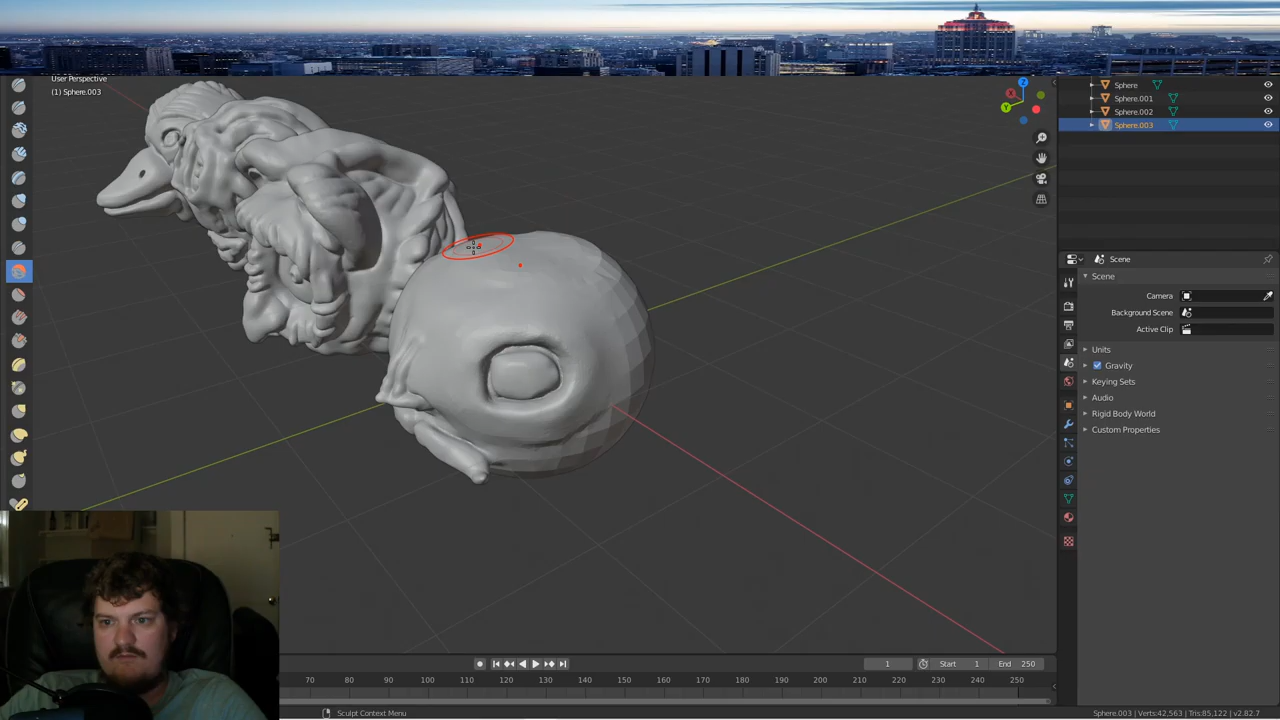 User Perspective
(1) Sphere.003
Z
X
Y
Sphere
Sphere.001
Sphere.002
Sphere.003
Scene
Scene
Camera
Background Scene
Active Clip
Units
Gravity
Keying Sets
Audio
Rigid Body World
Custom Properties
1
Start 1
End 250
70 80 90 100 110 120 130 140 150 160 170 180 190 200 210 220 230 240 250
Sculpt Context Menu
Sphere.003 | Verts:42,563 | Tris:85,122 | v2.82.7